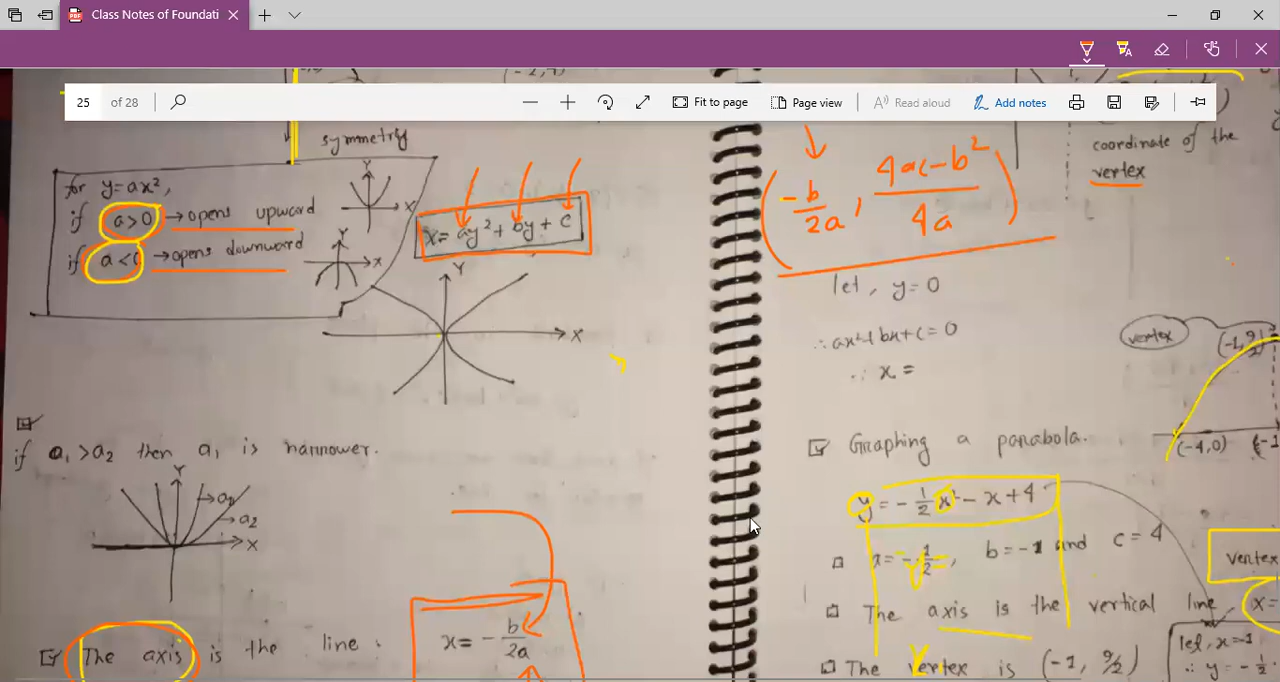 Class Notes of Foundati
25 of 28
Fit to page
Page view
Read aloud
Add notes
symmetry
for y=ax²,
if a>0 → opens upward
if a< → opens downward
Y
X
X
x= ay²+by+c
Y
X
if a₁>a₂ then a₁ is narrower.
Y
a₂
X
The axis is the line:
x= -b/2a
coordinate of the
vertex
(-b/2a, 4ac-b²/4a)
let, y=0
∴ax²+bx+c=0
∴ x =
vertex
(-1, 9/2)
(-4,0)
(-1
Graphing a parabola.
y = -1/2x²-x+4
b=-1 and c=4
The axis is the vertical line
The vertex is (-1, 9/2)
vertex
x=
let, x=-1
∴ y= -1/2